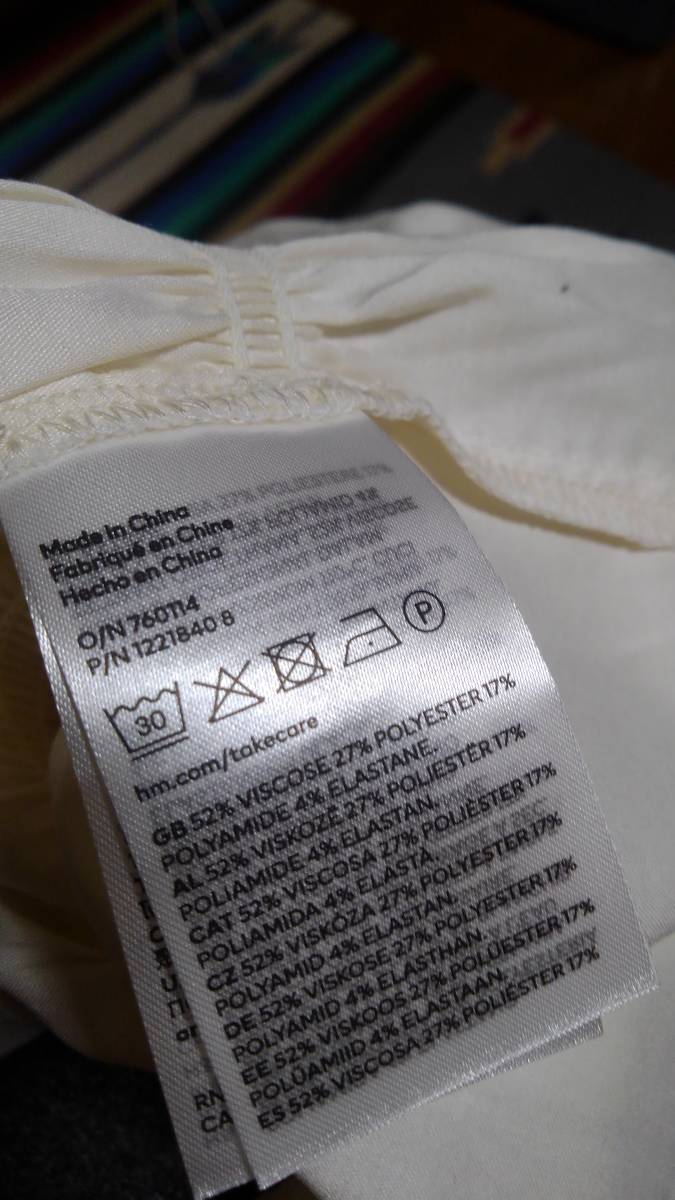 Made in China
Fabriqué en Chine
Hecho en China
O/N 760114
P/N 1221840 8
30
P
hm.com/takecare
GB 52% VISCOSE 27% POLYESTER 17%
POLYAMIDE 4% ELASTANE.
AL 52% VISKOZË 27% POLIESTËR 17%
POLIAMIDE 4% ELASTAN.
CAT 52% VISCOSA 27% POLIÈSTER 17%
POLIAMIDA 4% ELASTÀ.
CZ 52% VISKÓZA 27% POLYESTER 17%
POLYAMID 4% ELASTAN.
DE 52% VISKOSE 27% POLYESTER 17%
POLYAMID 4% ELASTHAN.
EE 52% VISKOOS 27% POLÜESTER 17%
POLÜAMIID 4% ELASTAAN.
ES 52% VISCOSA 27% POLIÉSTER 17%
RN
CA